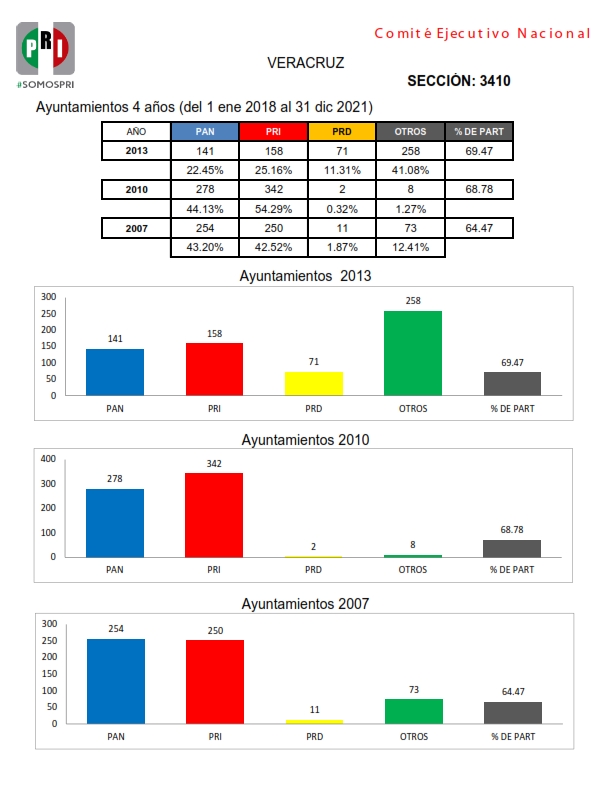 Comité Ejecutivo Nacional
PRI
#SOMOSPRI
VERACRUZ
SECCIÓN: 3410
Ayuntamientos 4 años (del 1 ene 2018 al 31 dic 2021)
AÑO PAN PRI PRD OTROS % DE PART
2013 141 158 71 258 69.47
22.45% 25.16% 11.31% 41.08%
2010 278 342 2 8 68.78
44.13% 54.29% 0.32% 1.27%
2007 254 250 11 73 64.47
43.20% 42.52% 1.87% 12.41%
Ayuntamientos 2013
300
250
200
150
100
50
0
141 158 71 258 69.47
PAN PRI PRD OTROS % DE PART
Ayuntamientos 2010
400
300
200
100
0
278 342 2 8 68.78
PAN PRI PRD OTROS % DE PART
Ayuntamientos 2007
300
250
200
150
100
50
0
254 250 11 73 64.47
PAN PRI PRD OTROS % DE PART